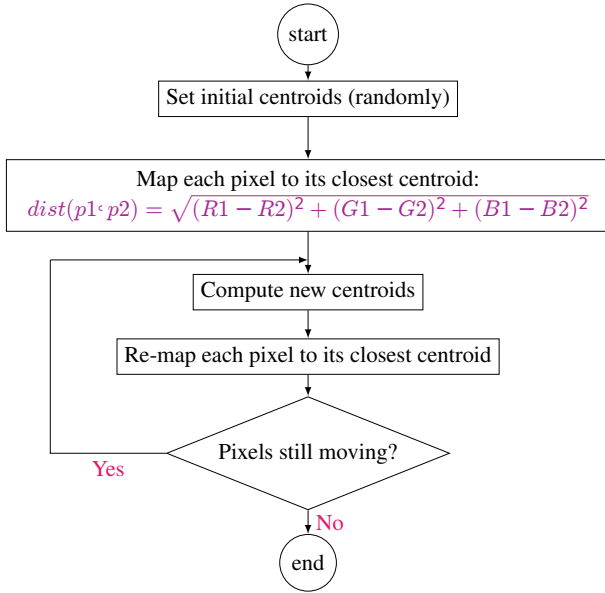 start
Set initial centroids (randomly)
Map each pixel to its closest centroid:
dist(p1، p2) = √(R1 − R2)² + (G1 − G2)² + (B1 − B2)²
Compute new centroids
Re-map each pixel to its closest centroid
Pixels still moving?
Yes
No
end